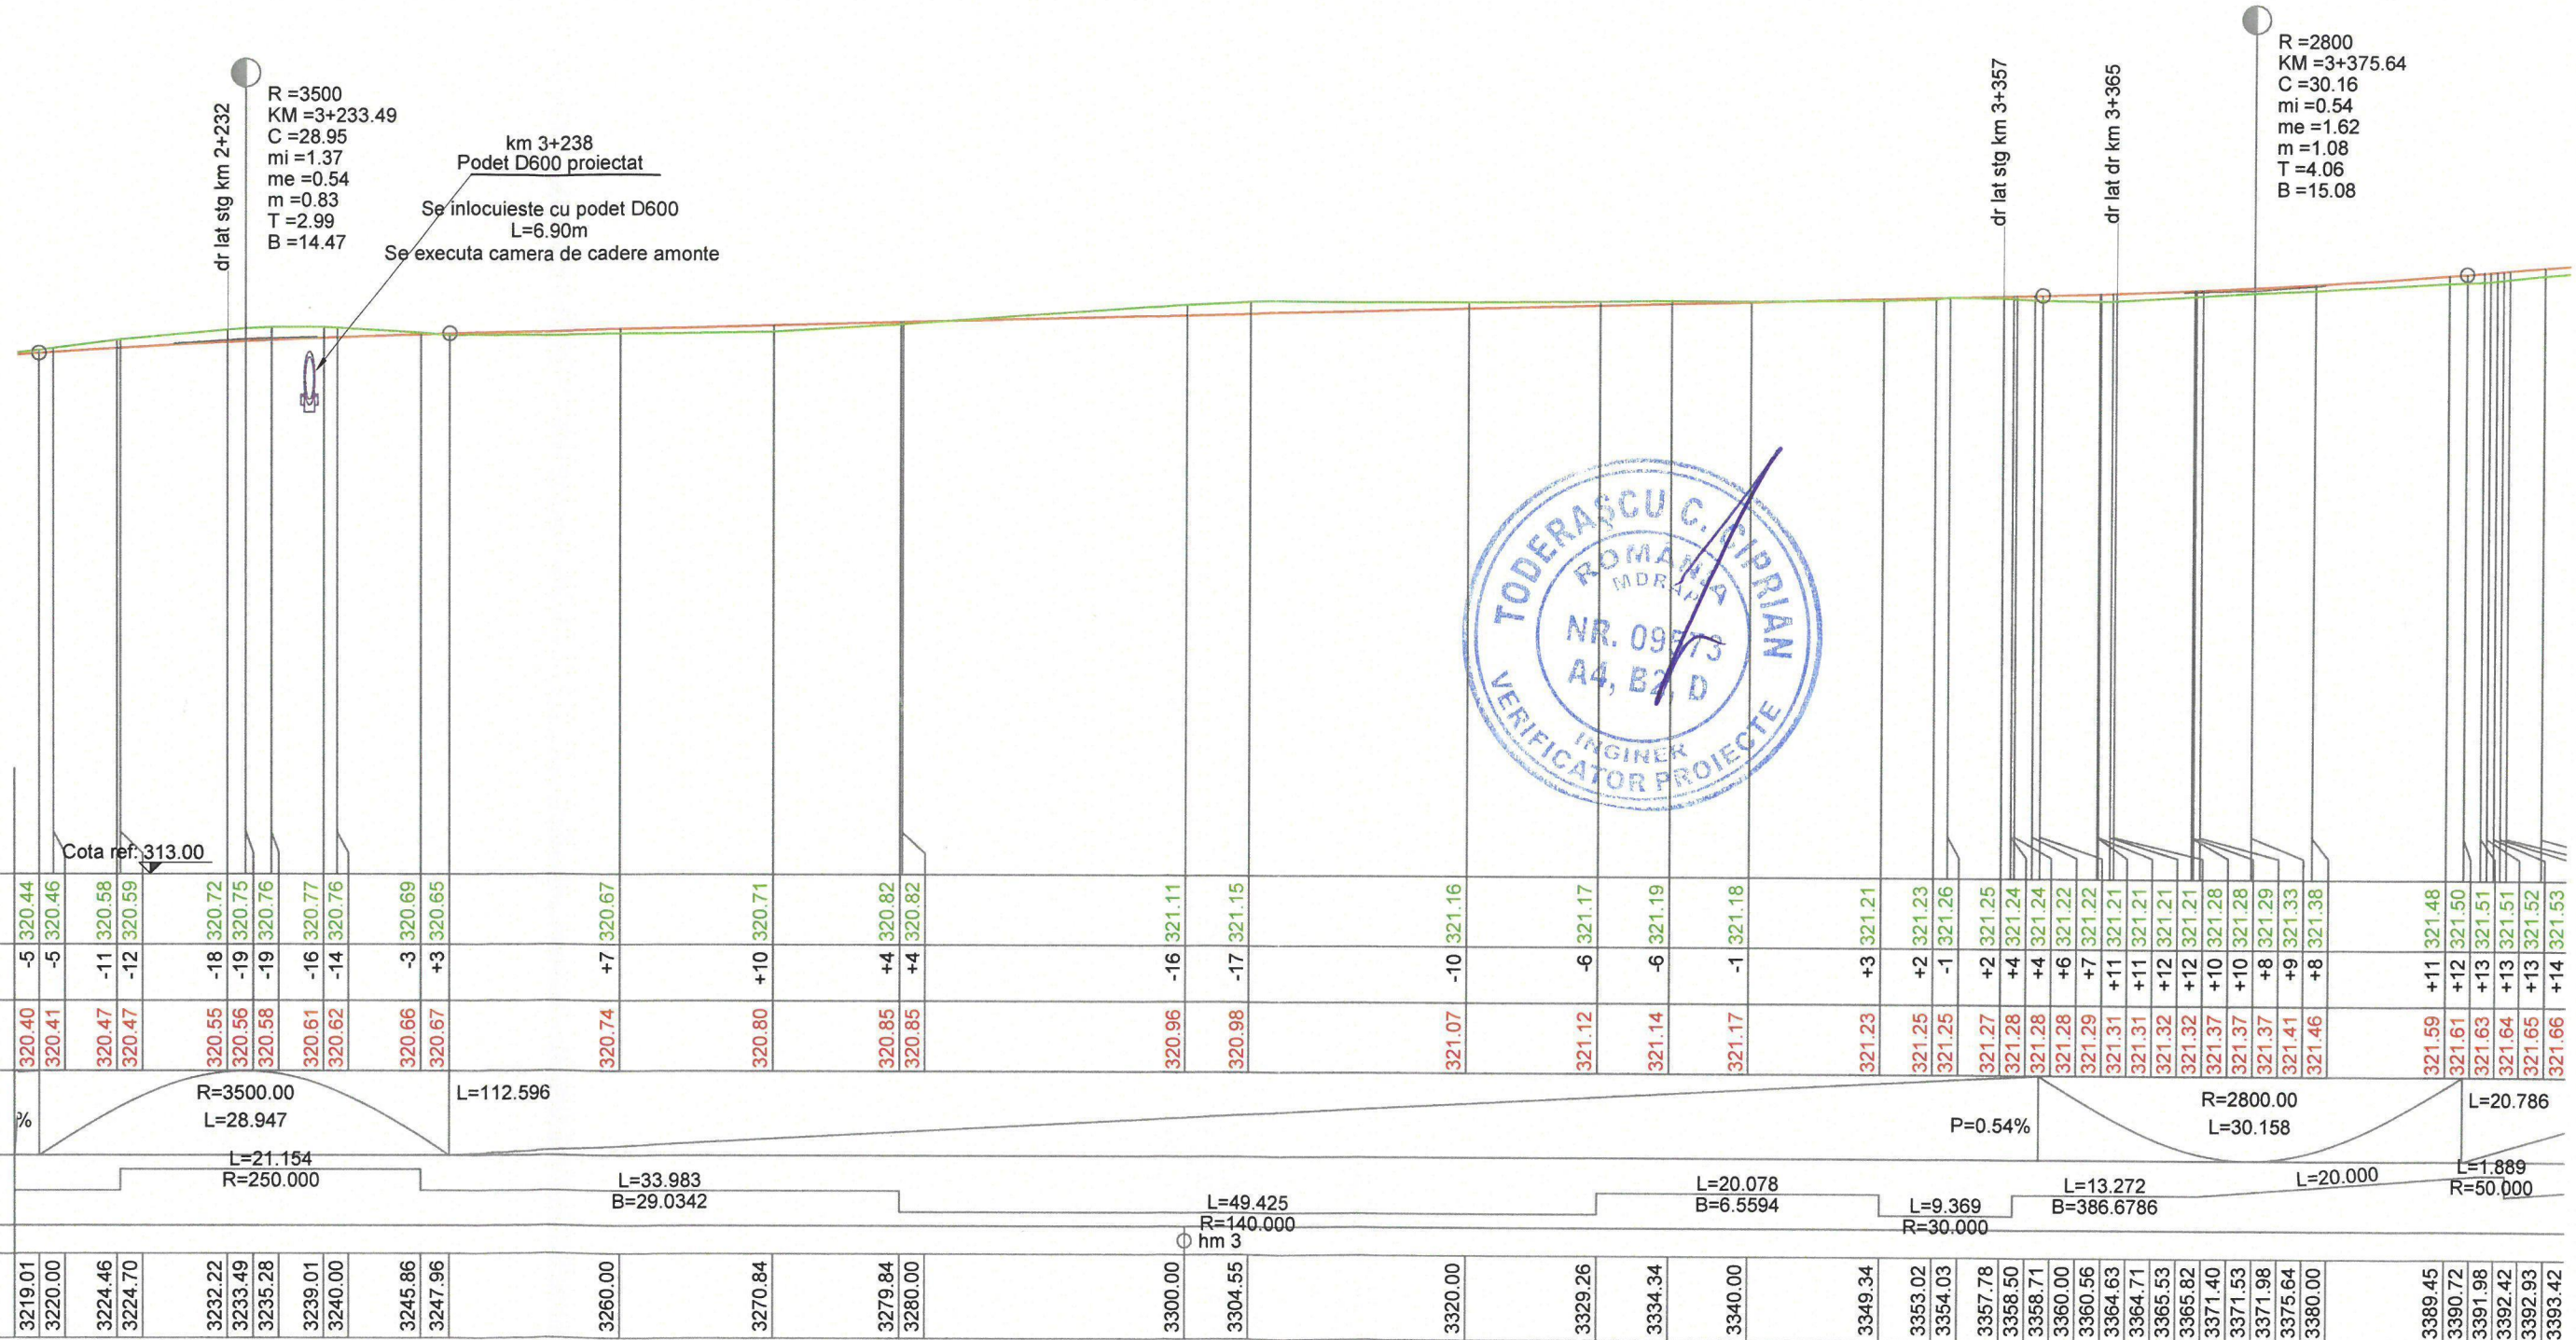 dr lat stg km 2+232
R =3500
KM =3+233.49
C =28.95
mi =1.37
me =0.54
m =0.83
T =2.99
B =14.47
km 3+238
Podet D600 proiectat
Se inlocuieste cu podet D600
L=6.90m
Se executa camera de cadere amonte
dr lat stg km 3+357
dr lat dr km 3+365
R =2800
KM =3+375.64
C =30.16
mi =0.54
me =1.62
m =1.08
T =4.06
B =15.08
TODERAȘCU C. CIPRIAN
ROMÂNIA
MDRAP
NR. 09573
A4, B2, D
INGINER
VERIFICATOR PROIECTE
Cota ref: 313.00
320.44 320.46 320.58 320.59 320.72 320.75 320.76 320.77 320.76 320.69 320.65 320.67 320.71 320.82 320.82 321.11 321.15 321.16 321.17 321.19 321.18 321.21 321.23 321.26 321.25 321.24 321.24 321.22 321.22 321.21 321.21 321.21 321.21 321.28 321.28 321.29 321.33 321.38 321.48 321.50 321.51 321.51 321.52 321.53
-5 -5 -11 -12 -18 -19 -19 -16 -14 -3 +3 +7 +10 +4 +4 -16 -17 -10 -6 -6 -1 +3 +2 -1 +2 +4 +4 +6 +7 +11 +11 +12 +12 +10 +10 +8 +9 +8 +11 +12 +13 +13 +13 +14
320.40 320.41 320.47 320.47 320.55 320.56 320.58 320.61 320.62 320.66 320.67 320.74 320.80 320.85 320.85 320.96 320.98 321.07 321.12 321.14 321.17 321.23 321.25 321.25 321.27 321.28 321.28 321.28 321.29 321.31 321.31 321.32 321.32 321.37 321.37 321.37 321.41 321.46 321.59 321.61 321.63 321.64 321.65 321.66
%
R=3500.00
L=28.947
L=112.596
P=0.54%
R=2800.00
L=30.158
L=20.786
L=21.154
R=250.000
L=33.983
B=29.0342
L=49.425
R=140.000
L=20.078
B=6.5594
L=9.369
R=30.000
L=13.272
B=386.6786
L=20.000
L=1.889
R=50.000
hm 3
3219.01 3220.00 3224.46 3224.70 3232.22 3233.49 3235.28 3239.01 3240.00 3245.86 3247.96 3260.00 3270.84 3279.84 3280.00 3300.00 3304.55 3320.00 3329.26 3334.34 3340.00 3349.34 3353.02 3354.03 3357.78 3358.50 3358.71 3360.00 3360.56 3364.63 3364.71 3365.53 3365.82 3371.40 3371.53 3371.98 3375.64 3380.00 3389.45 3390.72 3391.98 3392.42 3392.93 3393.42